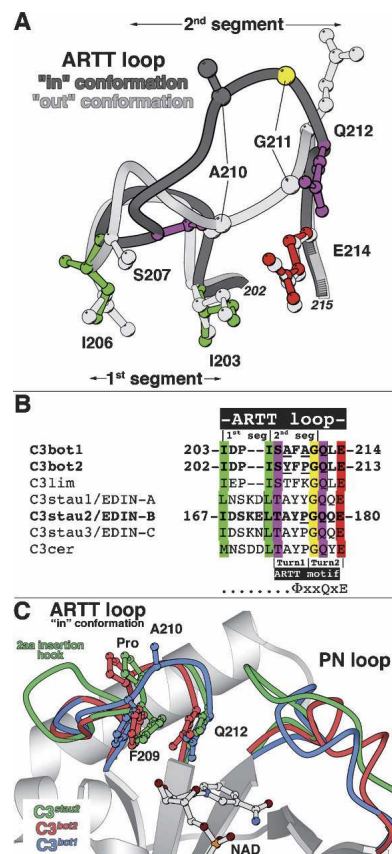 A
2nd segment
ARTT loop
"in" conformation
"out" conformation
Q212
G211
A210
E214
S207
202
215
I206
I203
1st segment
B
-ARTT loop-
1st seg 2nd seg
C3bot1 203-IDP--ISAFAGQLE-214
C3bot2 202-IDP--ISYFPGQLE-213
C3lim IEP--ISTFKGQLE
C3stau1/EDIN-A LNSKDLTAYYGQQE
C3stau2/EDIN-B 167-IDSKELTAYPGQQE-180
C3stau3/EDIN-C IDSKDLTAYPGQQE
C3cer MNSDDLTAYPGQYE
Turn1 Turn2
ARTT motif
........ΦxxQxE
C
ARTT loop
"in" conformation
A210
2aa insertion
hook
Pro
PN loop
Q212
F209
C3stau2
C3bot2
C3bot1
NAD